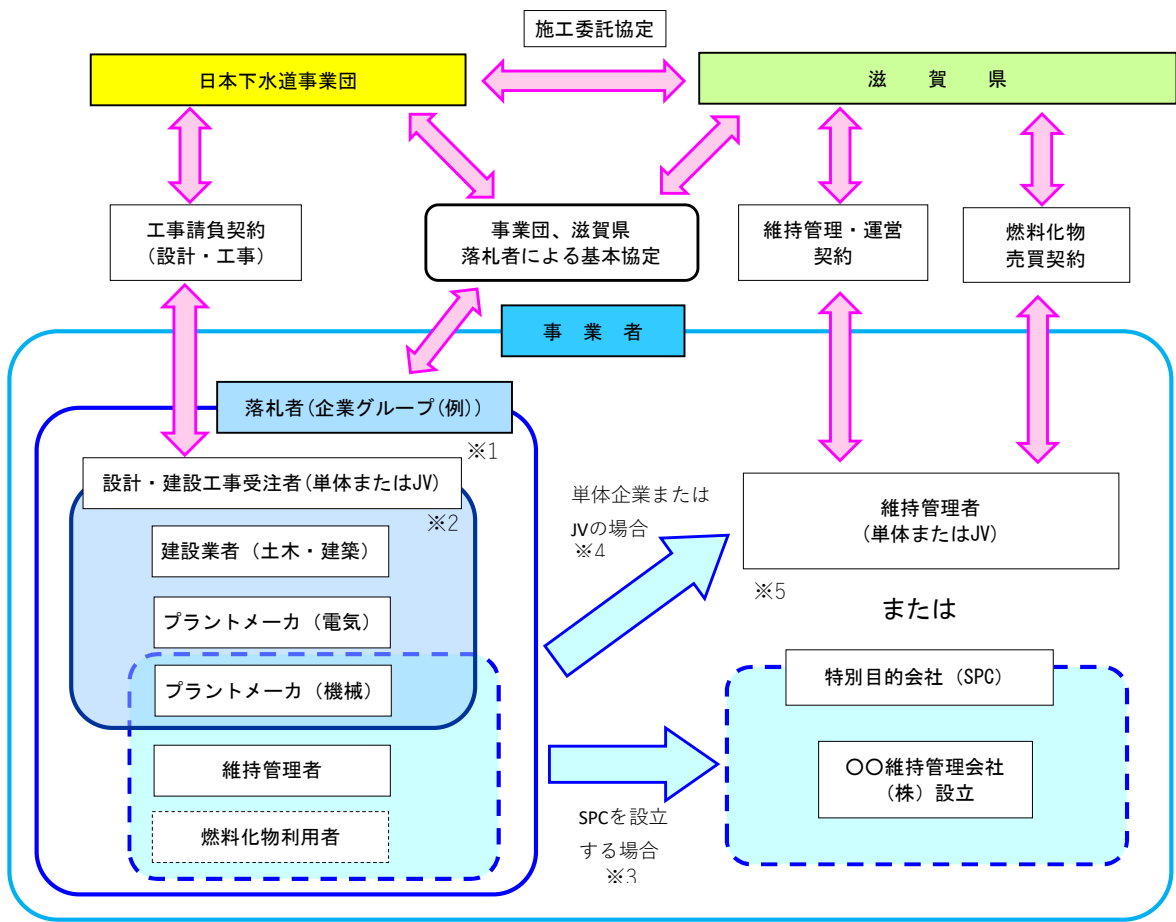 施工委託協定
日本下水道事業団
滋　賀　県
工事請負契約
(設計・工事)
事業団、滋賀県
落札者による基本協定
維持管理・運営
契約
燃料化物
売買契約
事　業　者
落札者(企業グループ(例))
※1
設計・建設工事受注者(単体またはJV)
※2
建設業者（土木・建築）
プラントメーカ（電気）
プラントメーカ（機械）
維持管理者
燃料化物利用者
単体企業または
JVの場合
※4
SPCを設立
する場合
※3
維持管理者
(単体またはJV)
※5
または
特別目的会社（SPC）
〇〇維持管理会社
（株）設立